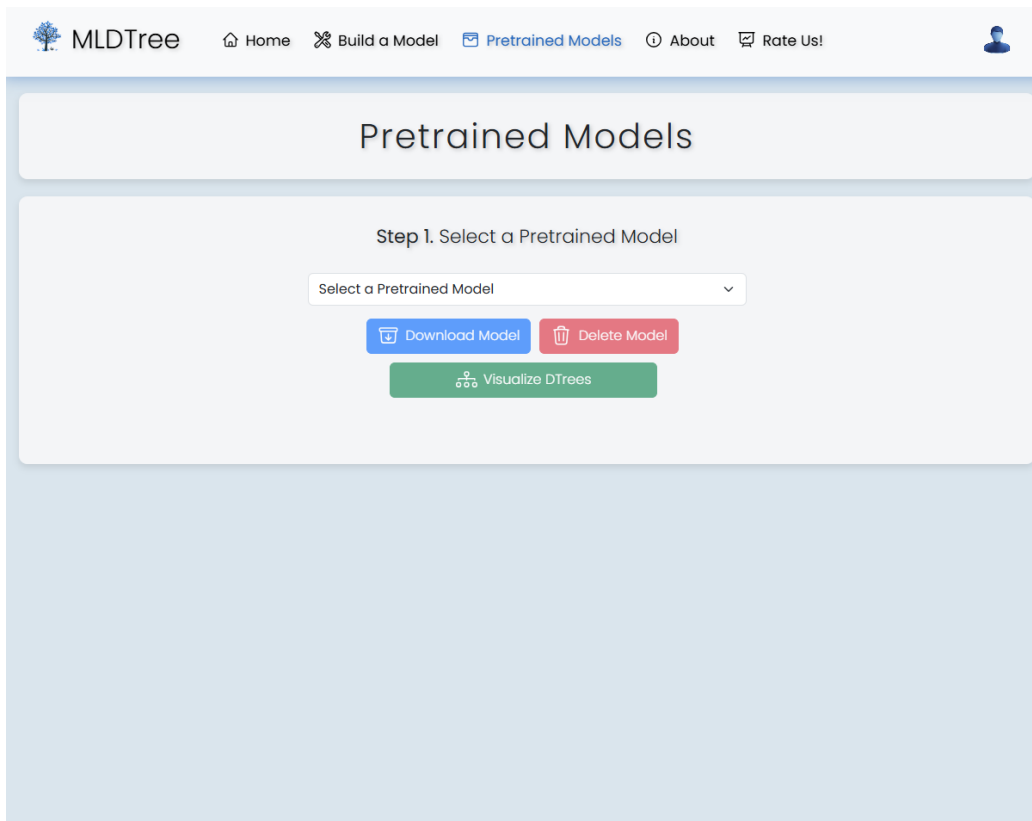 MLDTree Home Build a Model Pretrained Models About Rate Us!
Pretrained Models
Step 1. Select a Pretrained Model
Select a Pretrained Model
Download Model Delete Model
Visualize DTrees